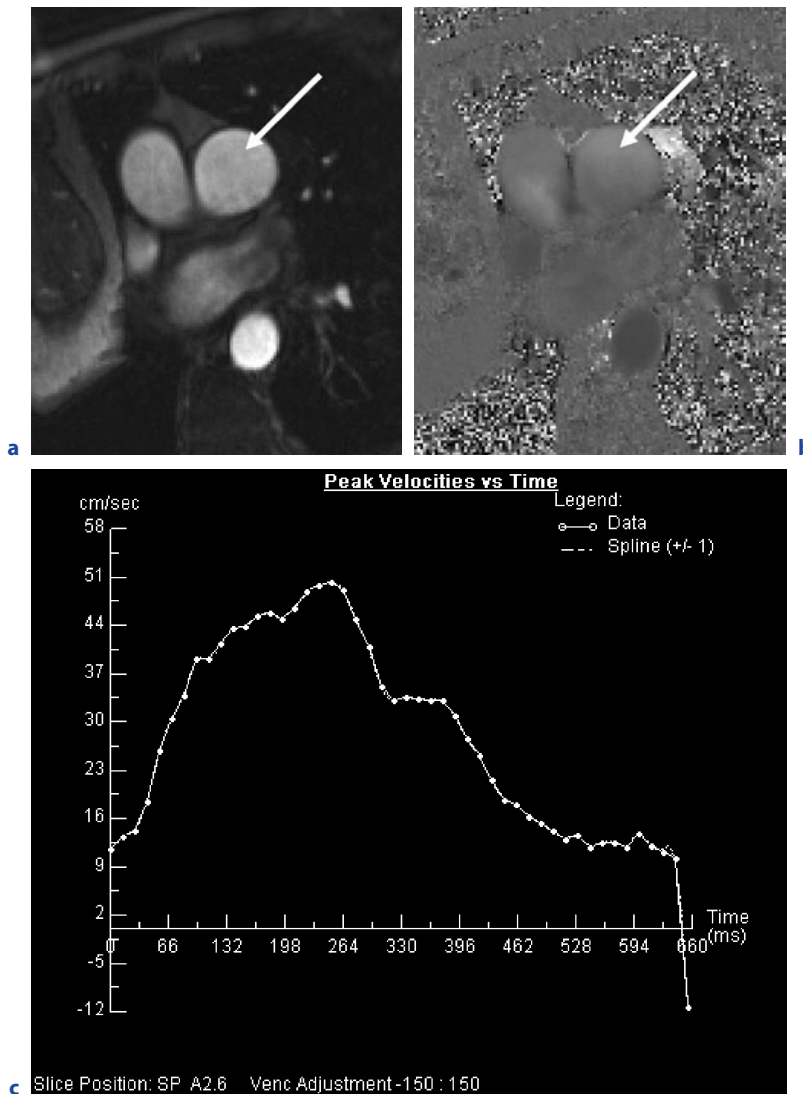 a
b
Peak Velocities vs Time
cm/sec
Legend:
Data
Spline (+/- 1)
58
51
44
37
30
23
16
9
2
-5
-12
0 66 132 198 264 330 396 462 528 594 660
Time
(ms)
c
Slice Position: SP A2.6 Venc Adjustment -150 : 150